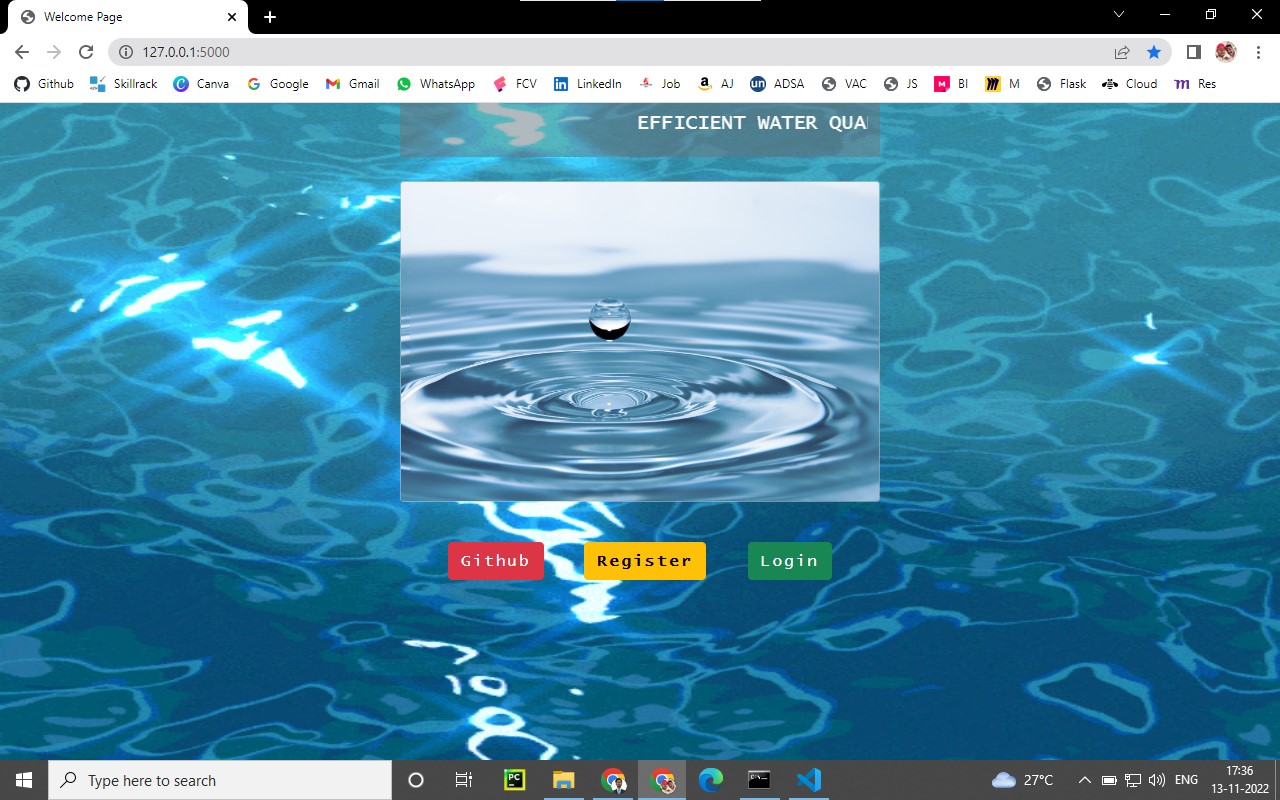 Welcome Page
127.0.0.1:5000
Github Skillrack Canva Google Gmail WhatsApp FCV LinkedIn Job AJ ADSA VAC JS BI M Flask Cloud Res
EFFICIENT WATER QUA
Github Register Login
Type here to search
27°C ENG 17:36
13-11-2022